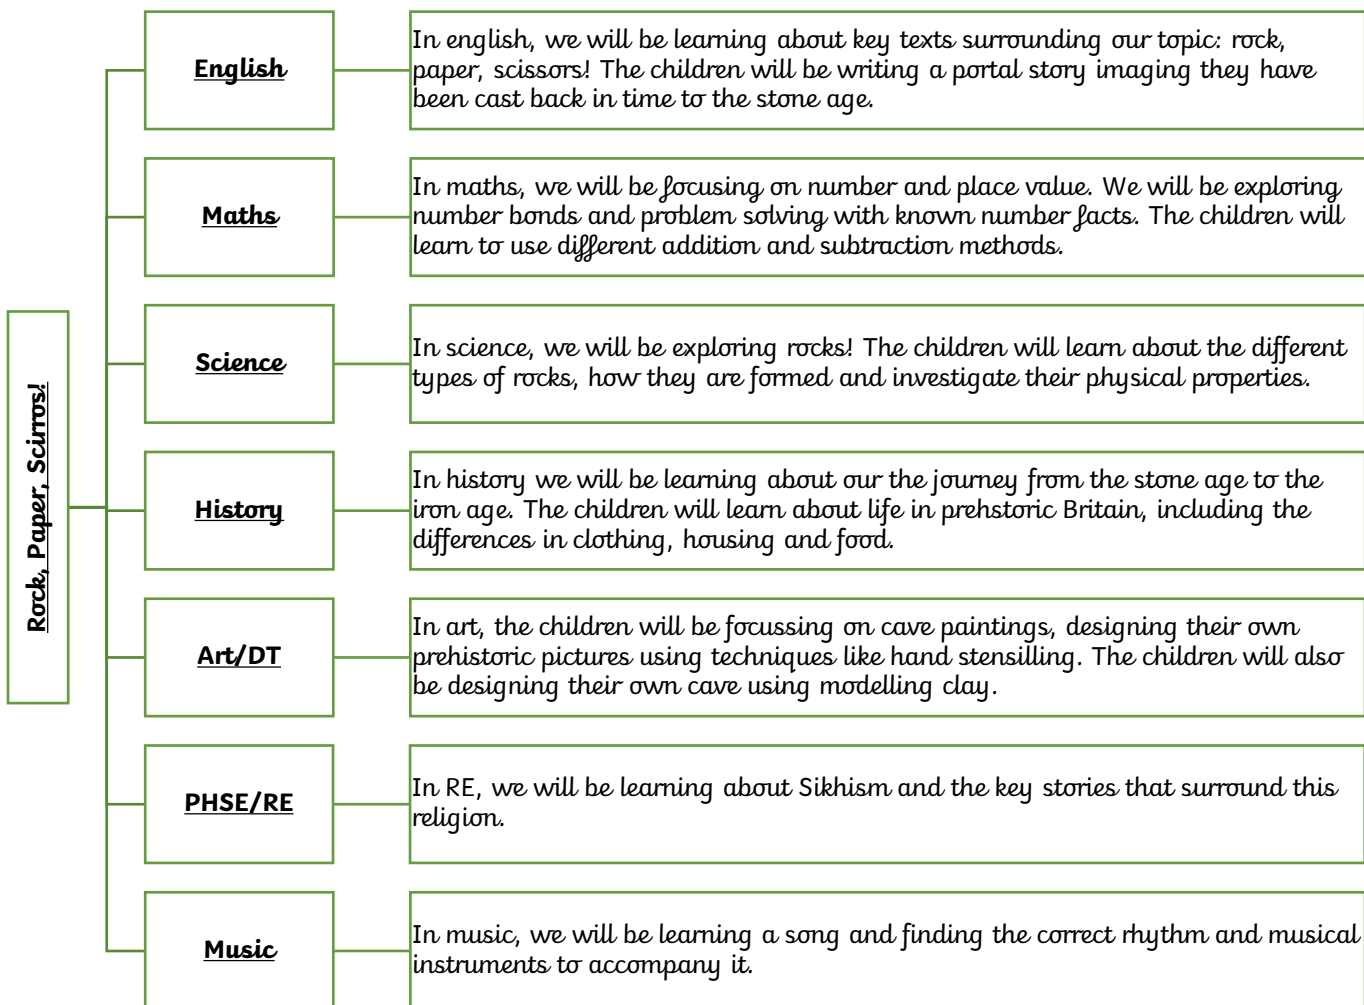 Rock, Paper, Scirros!
English
In english, we will be learning about key texts surrounding our topic: rock,
paper, scissors! The children will be writing a portal story imaging they have
been cast back in time to the stone age.
Maths
In maths, we will be focusing on number and place value. We will be exploring
number bonds and problem solving with known number facts. The children will
learn to use different addition and subtraction methods.
Science
In science, we will be exploring rocks! The children will learn about the different
types of rocks, how they are formed and investigate their physical properties.
History
In history we will be learning about our the journey from the stone age to the
iron age. The children will learn about life in prehstoric Britain, including the
differences in clothing, housing and food.
Art/DT
In art, the children will be focussing on cave paintings, designing their own
prehistoric pictures using techniques like hand stensilling. The children will also
be designing their own cave using modelling clay.
PHSE/RE
In RE, we will be learning about Sikhism and the key stories that surround this
religion.
Music
In music, we will be learning a song and finding the correct rhythm and musical
instruments to accompany it.